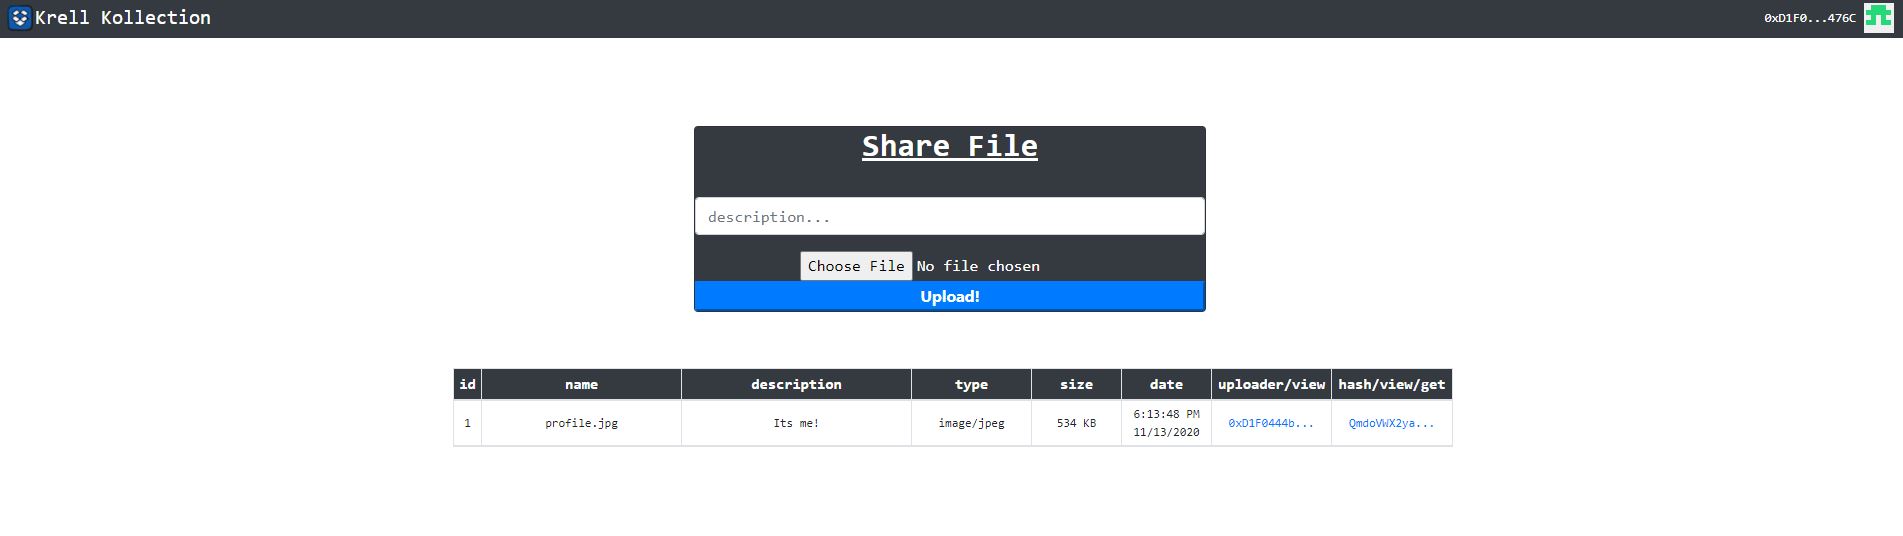 Krell Kollection
0xD1F0...476C
Share File
description...
Choose File No file chosen
Upload!
id name description type size date uploader/view hash/view/get
1 profile.jpg Its me! image/jpeg 534 KB 6:13:48 PM 0xD1F0444b... QmdoVWX2ya...
11/13/2020